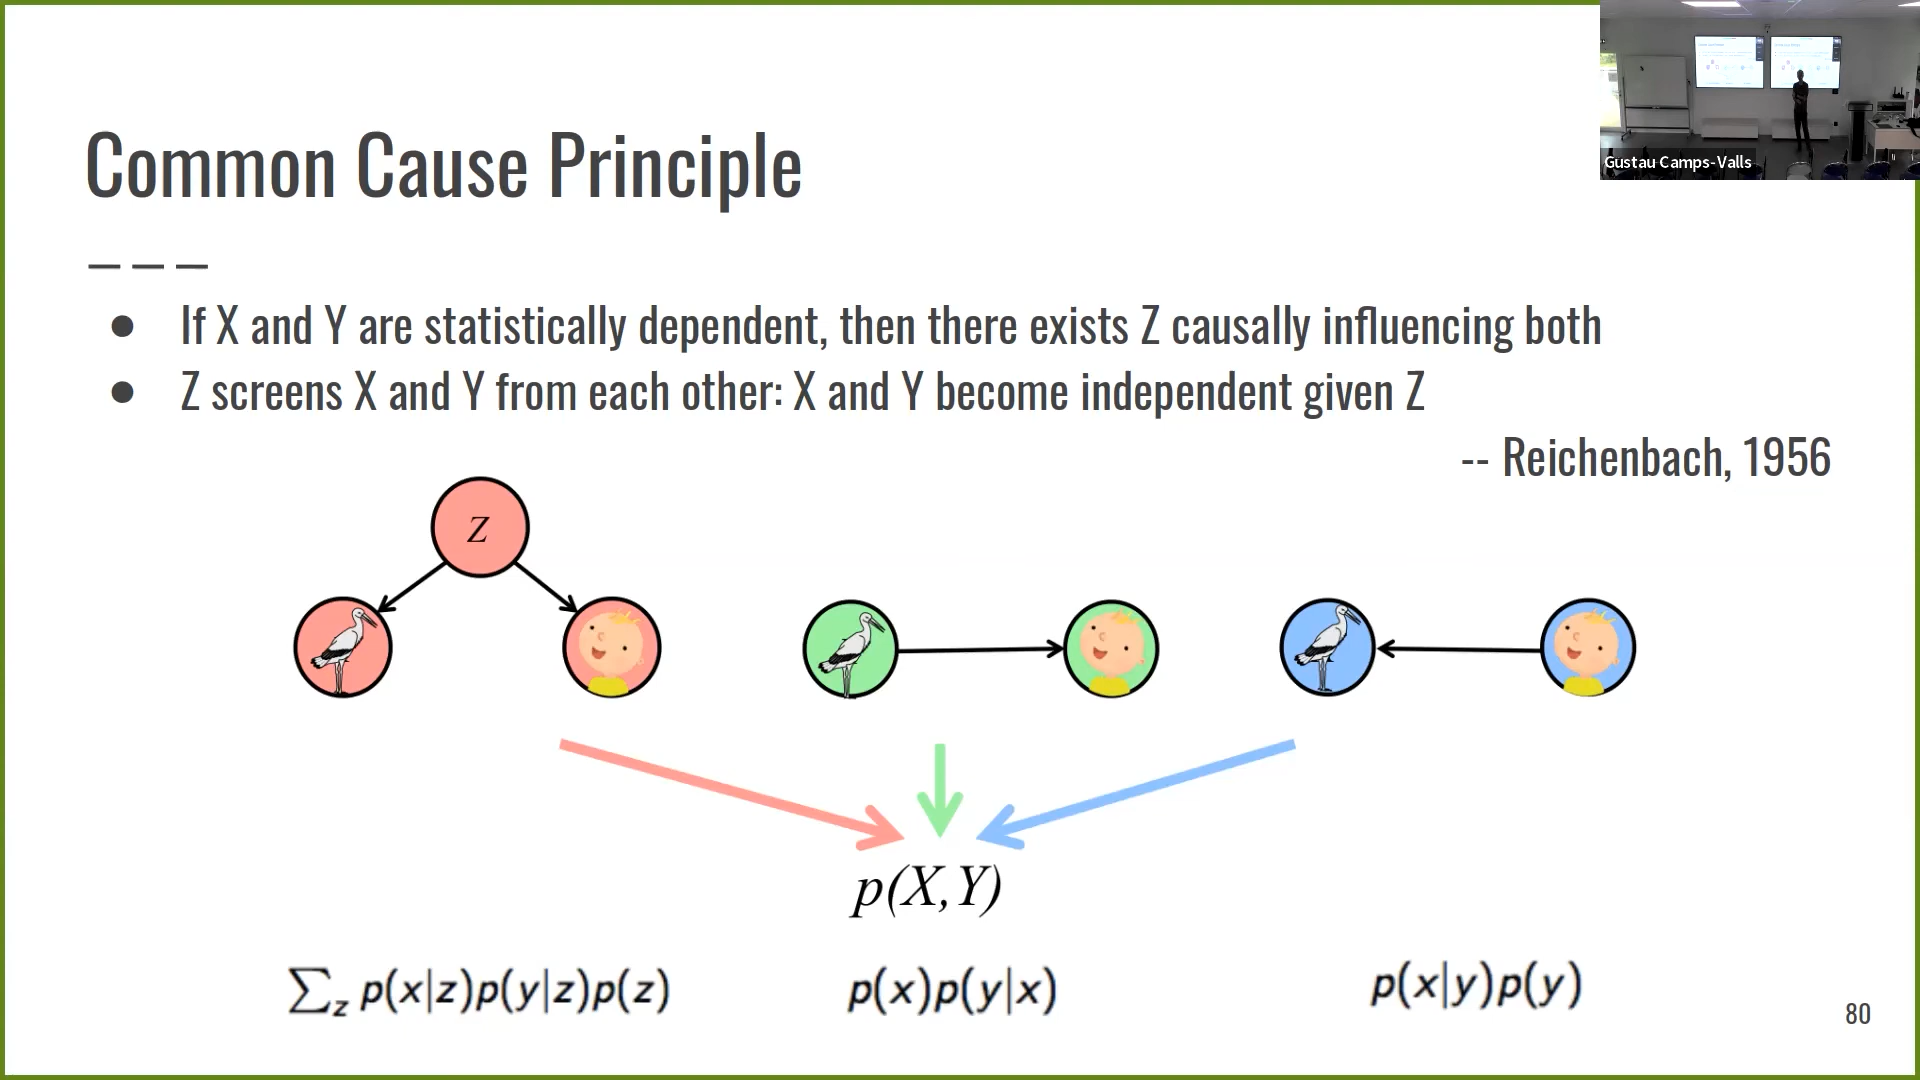 Gustau Camps-Valls
Common Cause Principle
If X and Y are statistically dependent, then there exists Z causally influencing both
Z screens X and Y from each other: X and Y become independent given Z
-- Reichenbach, 1956
Z
p(X,Y)
∑z p(x|z)p(y|z)p(z)
p(x)p(y|x)
p(x|y)p(y)
80